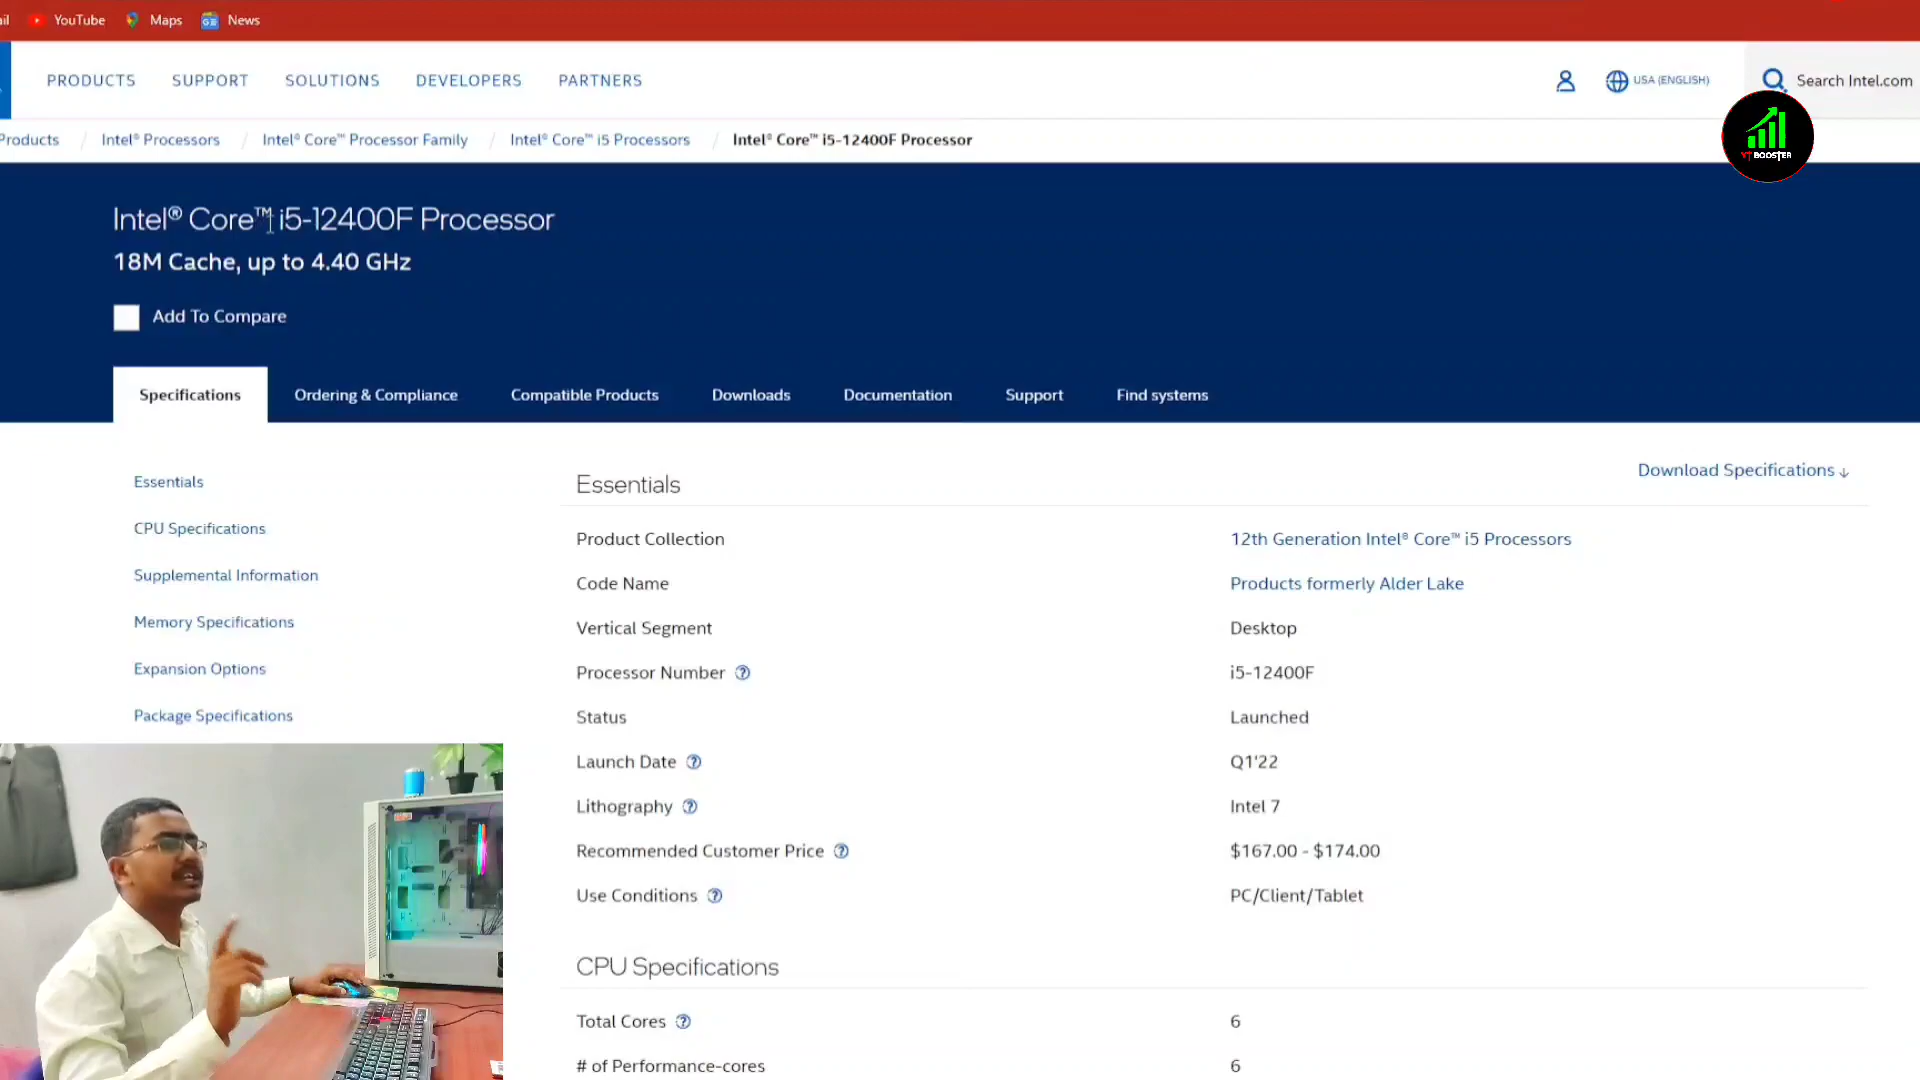 il YouTube Maps News
PRODUCTS SUPPORT SOLUTIONS DEVELOPERS PARTNERS USA (ENGLISH) Search Intel.com
Products / Intel® Processors / Intel® Core™ Processor Family / Intel® Core™ i5 Processors / Intel® Core™ i5-12400F Processor
VT BOOSTER
Intel® Core™ i5-12400F Processor
18M Cache, up to 4.40 GHz
Add To Compare
Specifications Ordering & Compliance Compatible Products Downloads Documentation Support Find systems
Download Specifications ↓
Essentials
CPU Specifications
Supplemental Information
Memory Specifications
Expansion Options
Package Specifications
Essentials
Product Collection 12th Generation Intel® Core™ i5 Processors
Code Name Products formerly Alder Lake
Vertical Segment Desktop
Processor Number ? i5-12400F
Status Launched
Launch Date ? Q1'22
Lithography ? Intel 7
Recommended Customer Price ? $167.00 - $174.00
Use Conditions ? PC/Client/Tablet
CPU Specifications
Total Cores ? 6
# of Performance-cores 6